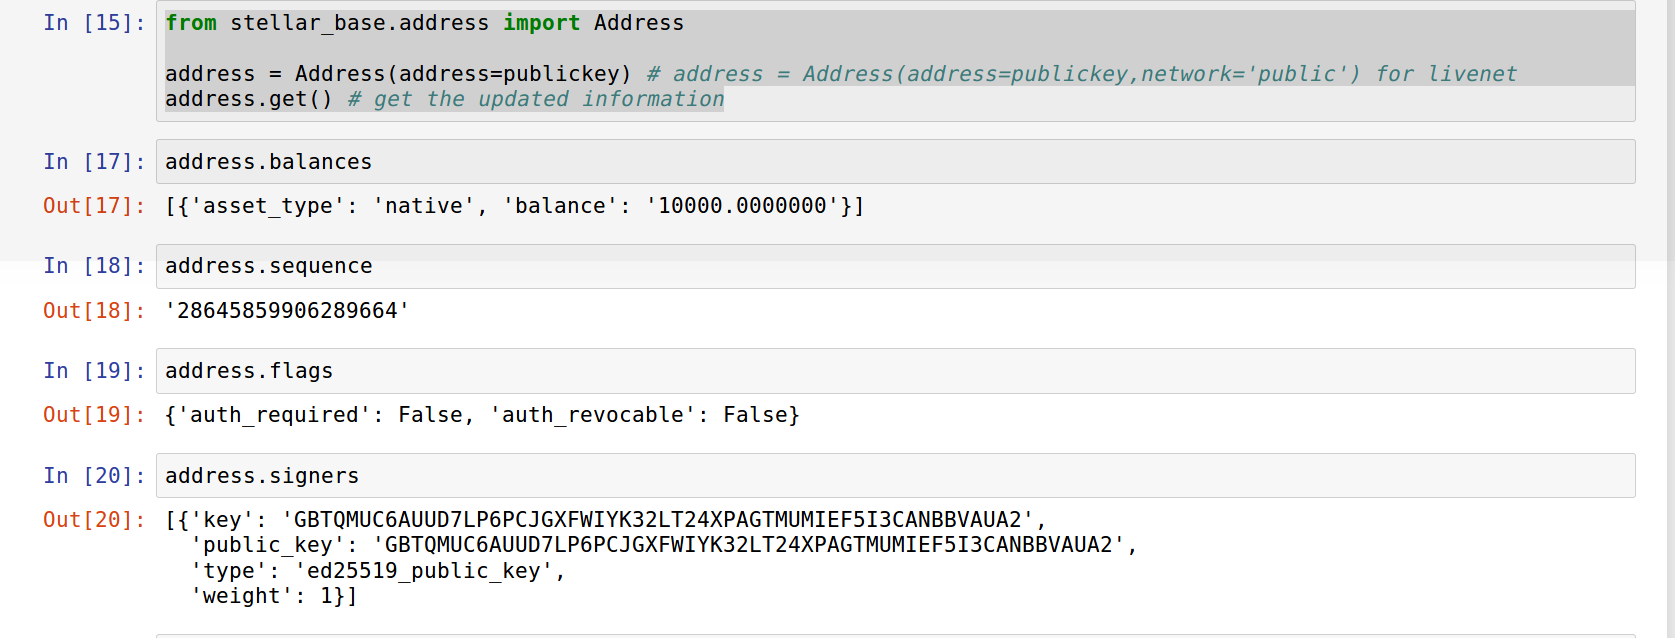 In [15]: from stellar_base.address import Address
address = Address(address=publickey) # address = Address(address=publickey,network='public') for livenet
address.get() # get the updated information
In [17]: address.balances
Out[17]: [{'asset_type': 'native', 'balance': '10000.0000000'}]
In [18]: address.sequence
Out[18]: '28645859906289664'
In [19]: address.flags
Out[19]: {'auth_required': False, 'auth_revocable': False}
In [20]: address.signers
Out[20]: [{'key': 'GBTQMUC6AUUD7LP6PCJGXFWIYK32LT24XPAGTMUMIEF5I3CANBBVAUA2',
'public_key': 'GBTQMUC6AUUD7LP6PCJGXFWIYK32LT24XPAGTMUMIEF5I3CANBBVAUA2',
'type': 'ed25519_public_key',
'weight': 1}]